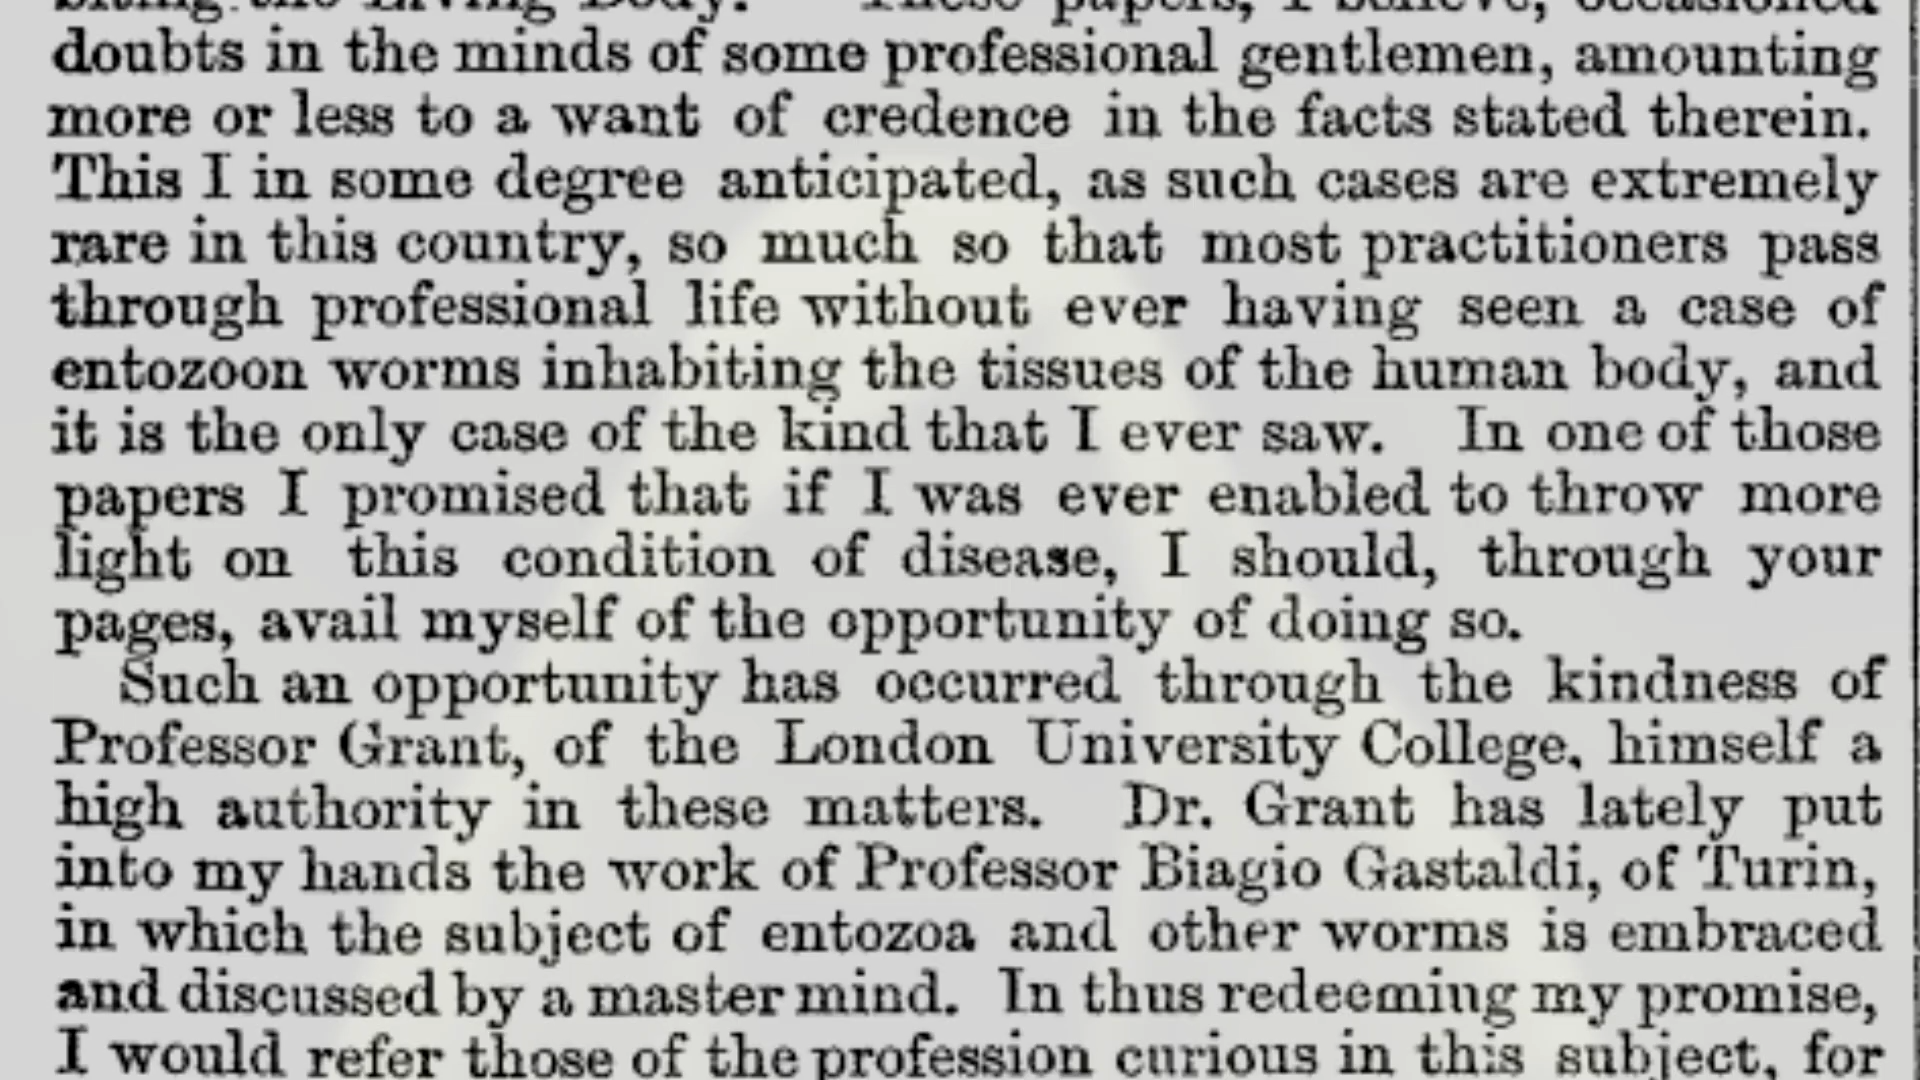 biting the Living Body." These papers, I believe, occasioned
doubts in the minds of some professional gentlemen, amounting
more or less to a want of credence in the facts stated therein.
This I in some degree anticipated, as such cases are extremely
rare in this country, so much so that most practitioners pass
through professional life without ever having seen a case of
entozoon worms inhabiting the tissues of the human body, and
it is the only case of the kind that I ever saw. In one of those
papers I promised that if I was ever enabled to throw more
light on this condition of disease, I should, through your
pages, avail myself of the opportunity of doing so.
Such an opportunity has occurred through the kindness of
Professor Grant, of the London University College, himself a
high authority in these matters. Dr. Grant has lately put
into my hands the work of Professor Biagio Gastaldi, of Turin,
in which the subject of entozoa and other worms is embraced
and discussed by a master mind. In thus redeeming my promise,
I would refer those of the profession curious in this subject, for